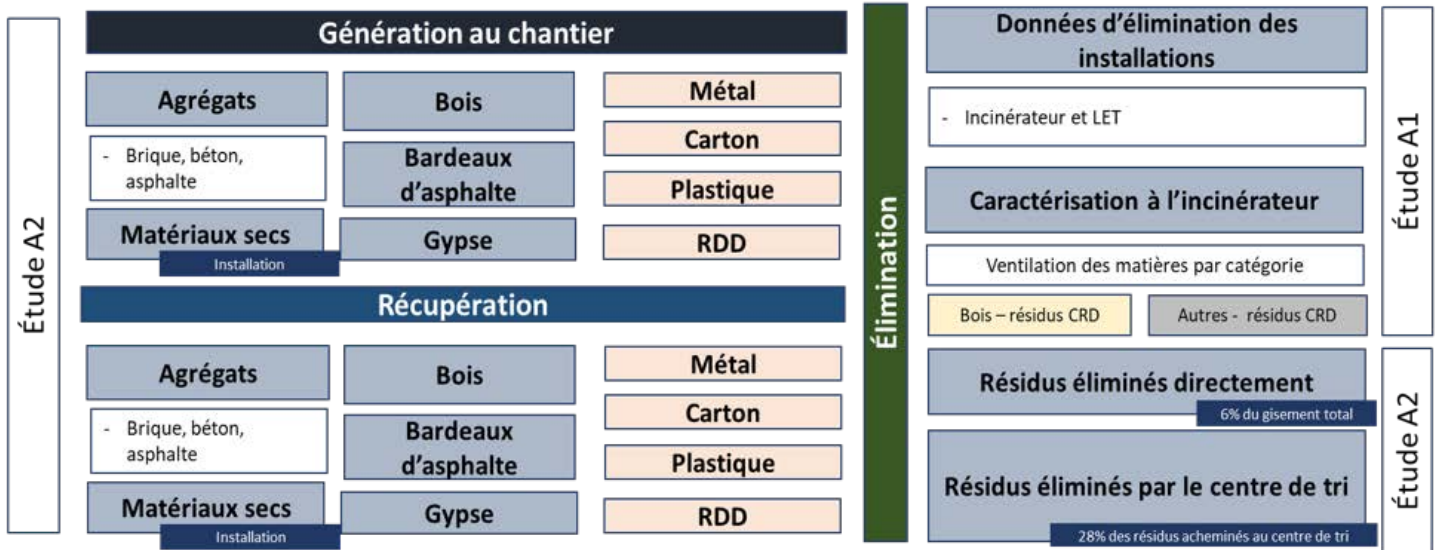 Étude A2
Génération au chantier
Agrégats
- Brique, béton,
asphalte
Matériaux secs
Installation
Bois
Bardeaux
d'asphalte
Gypse
Métal
Carton
Plastique
RDD
Récupération
Agrégats
- Brique, béton,
asphalte
Matériaux secs
Installation
Bois
Bardeaux
d'asphalte
Gypse
Métal
Carton
Plastique
RDD
Élimination
Données d'élimination des
installations
- Incinérateur et LET
Caractérisation à l'incinérateur
Ventilation des matières par catégorie
Bois – résidus CRD
Autres - résidus CRD
Étude A1
Résidus éliminés directement
6% du gisement total
Résidus éliminés par le centre de tri
28% des résidus acheminés au centre de tri
Étude A2